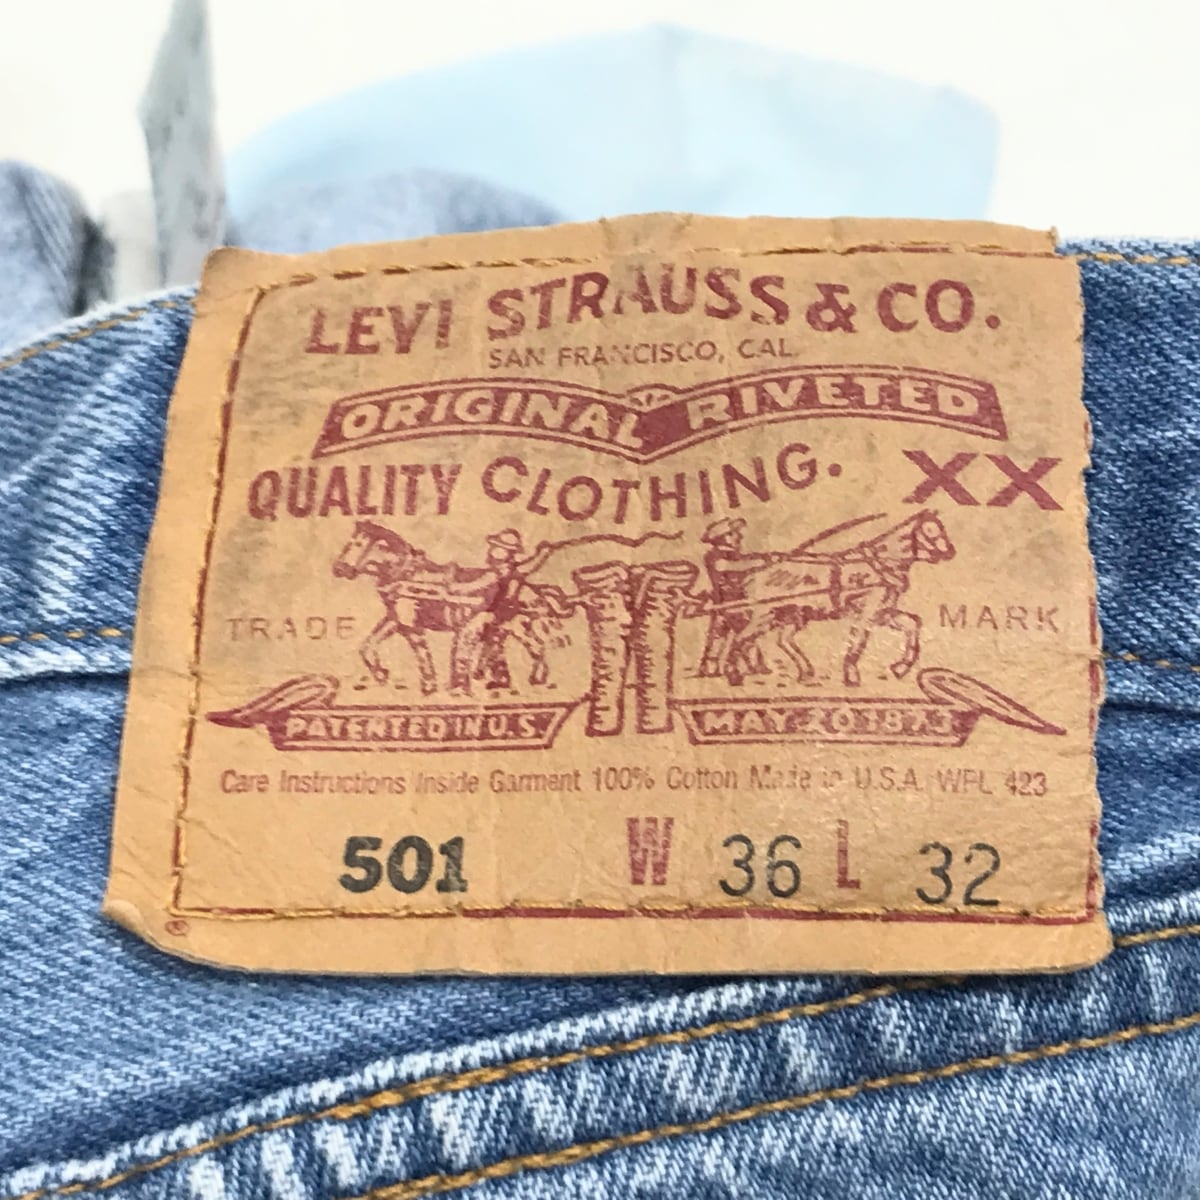 LEVI STRAUSS & CO.
SAN FRANCISCO, CAL.
ORIGINAL RIVETED
QUALITY CLOTHING. XX
TRADE MARK
PATENTED IN U.S. MAY 20 1873
Care Instructions Inside Garment 100% Cotton Made in U.S.A. WPL 423
501 W 36 L 32
®